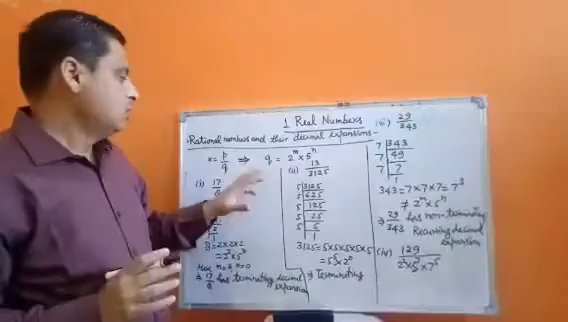 1 Real Numbers
Rational numbers and their decimal expansions -
x = p/q ⇒ q = 2^m × 5^n
(i) 17/8
2
1
8 = 2×2×2
= 2^3 × 5^0
Here m=3, n=0
⇒ 17/8 has terminating decimal expansion
(ii) 13/3125
5 | 3125
5 | 625
5 | 125
5 | 25
5 | 5
1
3125 = 5×5×5×5×5
= 5^5 × 2^0
⇒ Terminating
(iii) 29/343
7 | 343
7 | 49
7 | 7
1
343 = 7×7×7 = 7^3
≠ 2^m × 5^n
⇒ 29/343 has non-terminating
Recurring decimal
expansion
(iv) 129/2^2×5^7×7^5